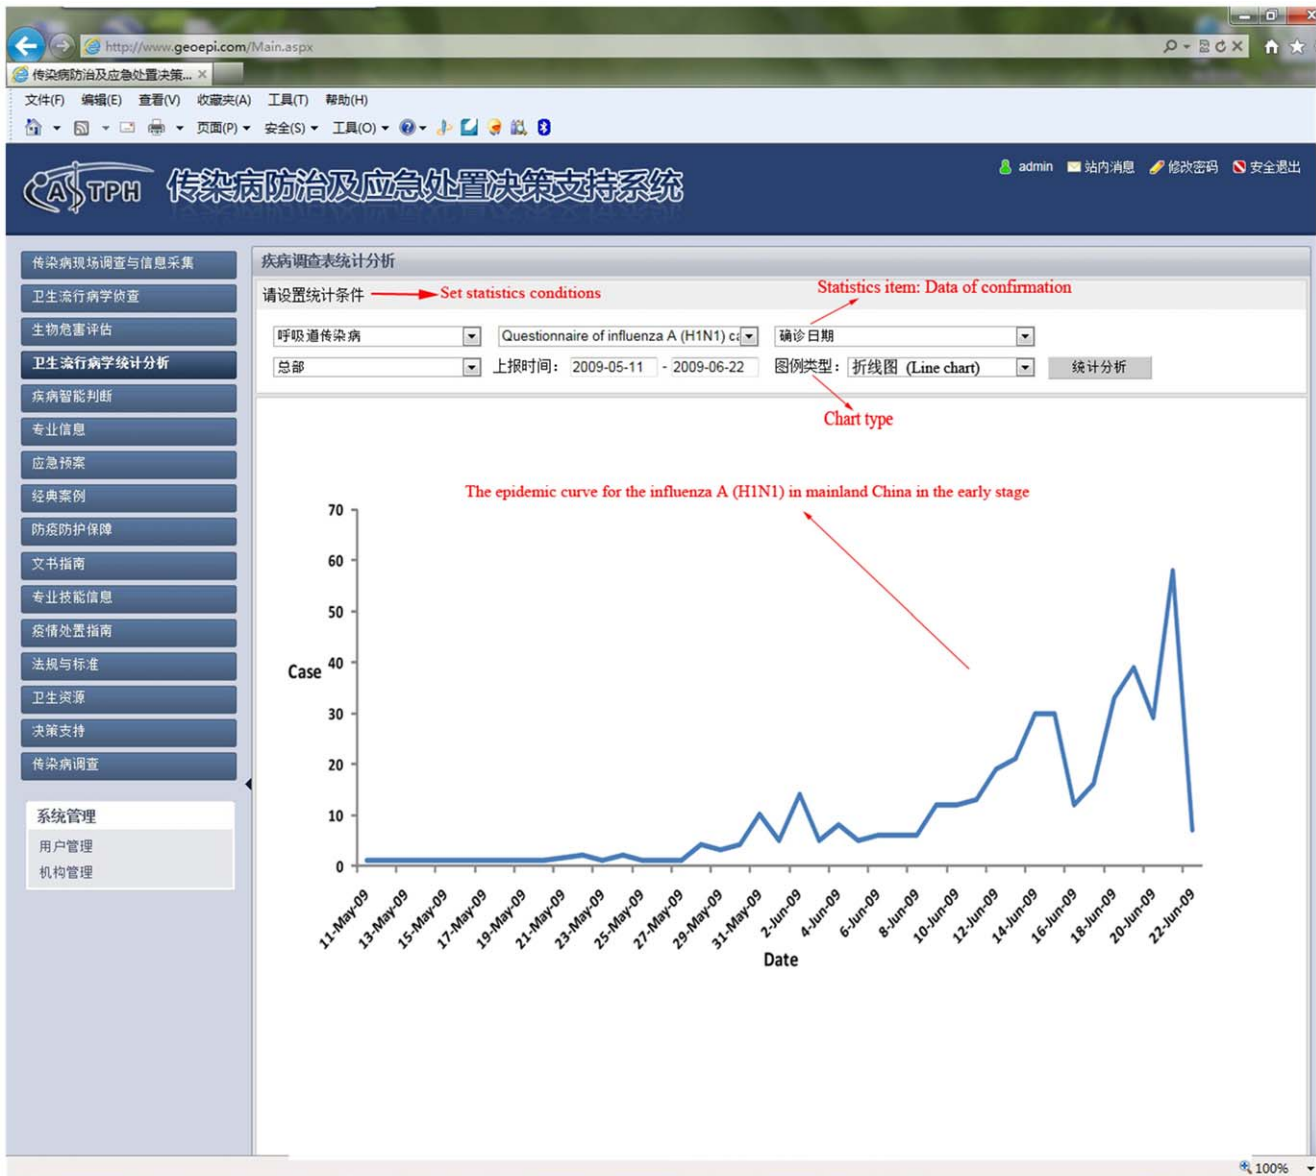 http://www.geoepi.com/Main.aspx
传染病防治及应急处置决策...
文件(F) 编辑(E) 查看(V) 收藏夹(A) 工具(T) 帮助(H)
页面(P) 安全(S) 工具(O)
CASTPH 传染病防治及应急处置决策支持系统
admin 站内消息 修改密码 安全退出
传染病现场调查与信息采集
卫生流行病学侦查
生物危害评估
卫生流行病学统计分析
疾病智能判断
专业信息
应急预案
经典案例
防疫防护保障
文书指南
专业技能信息
疫情处置指南
法规与标准
卫生资源
决策支持
传染病调查
系统管理
用户管理
机构管理
疾病调查表统计分析
请设置统计条件 Set statistics conditions
Statistics item: Data of confirmation
呼吸道传染病 Questionnaire of influenza A (H1N1) ca 确诊日期
总部 上报时间: 2009-05-11 - 2009-06-22 图例类型: 折线图 (Line chart) 统计分析
Chart type
The epidemic curve for the influenza A (H1N1) in mainland China in the early stage
70
60
50
40
30
20
10
0
Case
11-May-09 13-May-09 15-May-09 17-May-09 19-May-09 21-May-09 23-May-09 25-May-09 27-May-09 29-May-09 31-May-09 2-Jun-09 4-Jun-09 6-Jun-09 8-Jun-09 10-Jun-09 12-Jun-09 14-Jun-09 16-Jun-09 18-Jun-09 20-Jun-09 22-Jun-09
Date
100%